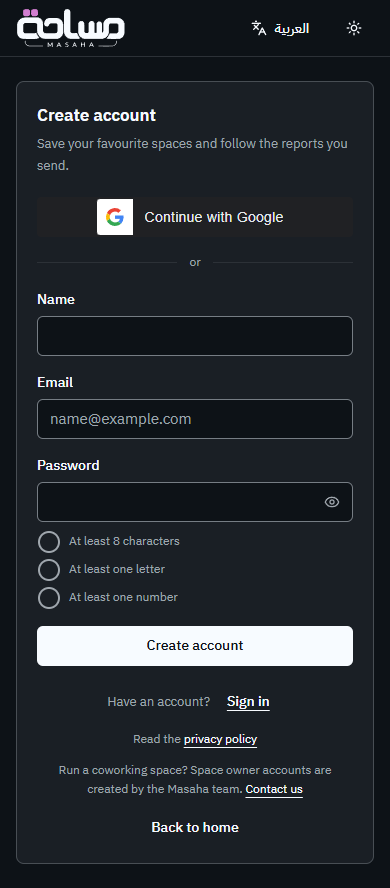 مساحة
MASAHA
العربية
Create account
Save your favourite spaces and follow the reports you
send.
Continue with Google
or
Name
Email
name@example.com
Password
At least 8 characters
At least one letter
At least one number
Create account
Have an account? Sign in
Read the privacy policy
Run a coworking space? Space owner accounts are
created by the Masaha team. Contact us
Back to home